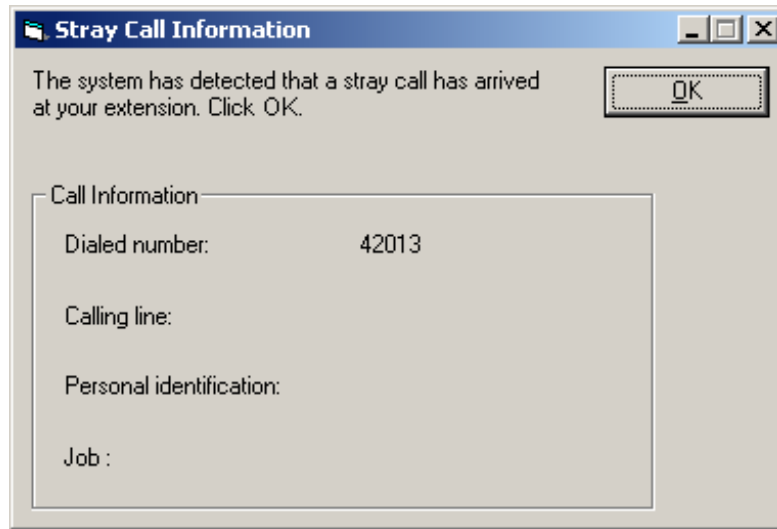 Stray Call Information
The system has detected that a stray call has arrived
at your extension. Click OK.
OK
Call Information
Dialed number: 42013
Calling line:
Personal identification:
Job :